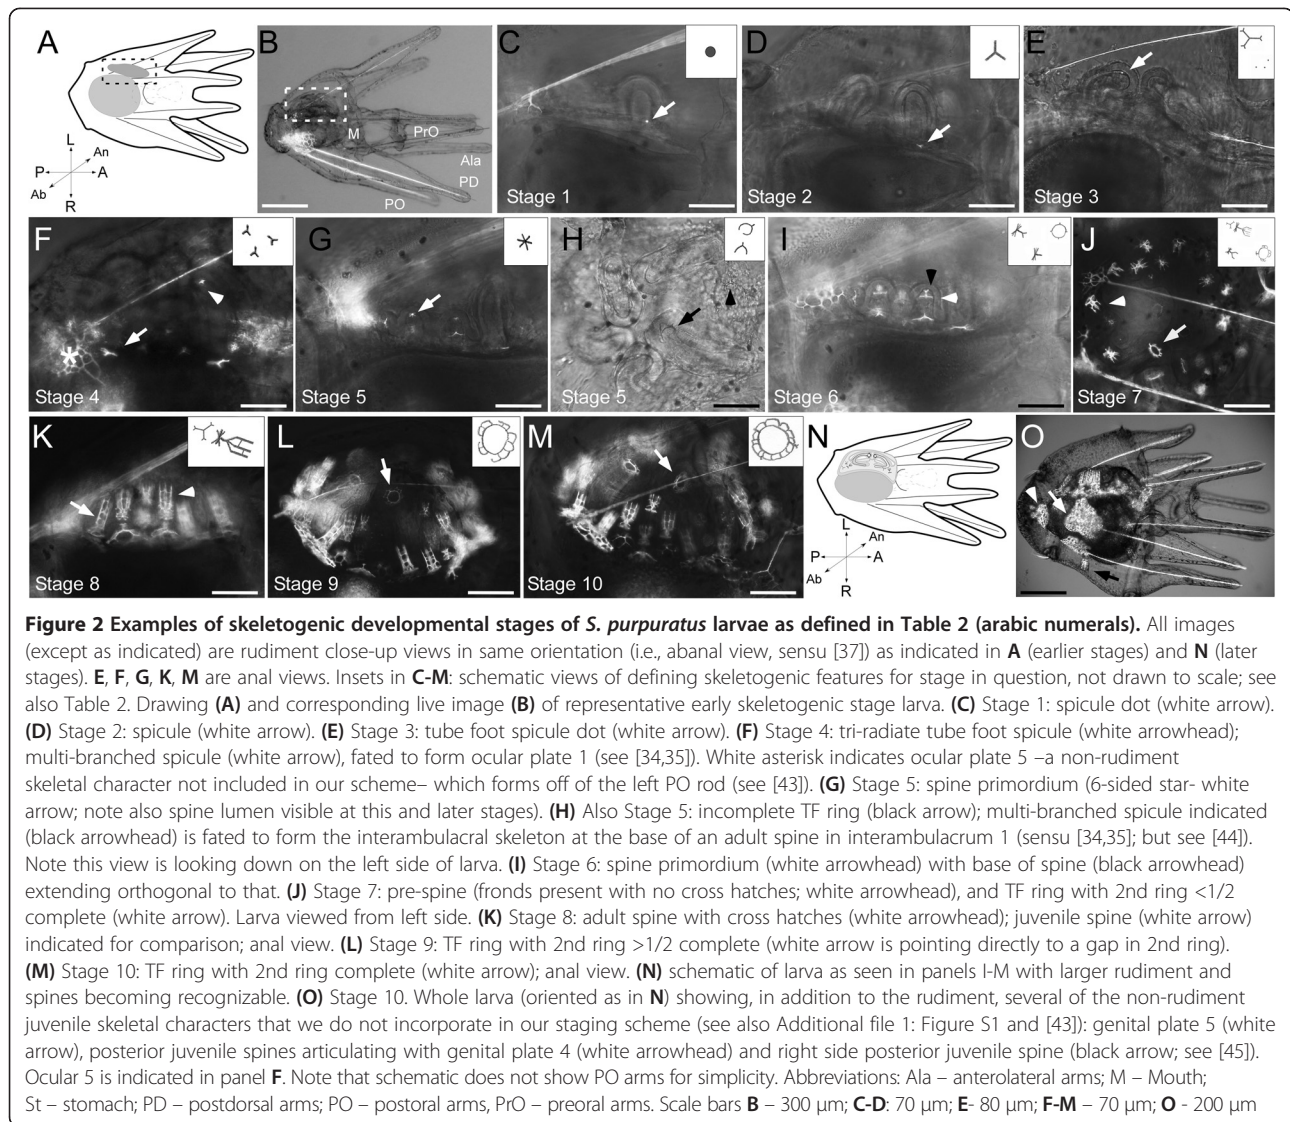 A
L
An
P
A
Ab
R
B
M
PrO
Ala
PD
PO
C
Stage 1
D
Stage 2
E
Stage 3
F
*
Stage 4
G
Stage 5
H
Stage 5
I
Stage 6
J
Stage 7
K
Stage 8
L
Stage 9
M
Stage 10
N
L
An
P
A
Ab
R
O
Figure 2 Examples of skeletogenic developmental stages of S. purpuratus larvae as defined in Table 2 (arabic numerals). All images
(except as indicated) are rudiment close-up views in same orientation (i.e., abanal view, sensu [37]) as indicated in A (earlier stages) and N (later
stages). E, F, G, K, M are anal views. Insets in C-M: schematic views of defining skeletogenic features for stage in question, not drawn to scale; see
also Table 2. Drawing (A) and corresponding live image (B) of representative early skeletogenic stage larva. (C) Stage 1: spicule dot (white arrow).
(D) Stage 2: spicule (white arrow). (E) Stage 3: tube foot spicule dot (white arrow). (F) Stage 4: tri-radiate tube foot spicule (white arrowhead);
multi-branched spicule (white arrow), fated to form ocular plate 1 (see [34,35]). White asterisk indicates ocular plate 5 –a non-rudiment
skeletal character not included in our scheme– which forms off of the left PO rod (see [43]). (G) Stage 5: spine primordium (6-sided star- white
arrow; note also spine lumen visible at this and later stages). (H) Also Stage 5: incomplete TF ring (black arrow); multi-branched spicule indicated
(black arrowhead) is fated to form the interambulacral skeleton at the base of an adult spine in interambulacrum 1 (sensu [34,35]; but see [44]).
Note this view is looking down on the left side of larva. (I) Stage 6: spine primordium (white arrowhead) with base of spine (black arrowhead)
extending orthogonal to that. (J) Stage 7: pre-spine (fronds present with no cross hatches; white arrowhead), and TF ring with 2nd ring <1/2
complete (white arrow). Larva viewed from left side. (K) Stage 8: adult spine with cross hatches (white arrowhead); juvenile spine (white arrow)
indicated for comparison; anal view. (L) Stage 9: TF ring with 2nd ring >1/2 complete (white arrow is pointing directly to a gap in 2nd ring).
(M) Stage 10: TF ring with 2nd ring complete (white arrow); anal view. (N) schematic of larva as seen in panels I-M with larger rudiment and
spines becoming recognizable. (O) Stage 10. Whole larva (oriented as in N) showing, in addition to the rudiment, several of the non-rudiment
juvenile skeletal characters that we do not incorporate in our staging scheme (see also Additional file 1: Figure S1 and [43]): genital plate 5 (white
arrow), posterior juvenile spines articulating with genital plate 4 (white arrowhead) and right side posterior juvenile spine (black arrow; see [45]).
Ocular 5 is indicated in panel F. Note that schematic does not show PO arms for simplicity. Abbreviations: Ala – anterolateral arms; M – Mouth;
St – stomach; PD – postdorsal arms; PO – postoral arms, PrO – preoral arms. Scale bars B – 300 µm; C-D: 70 µm; E- 80 µm; F-M – 70 µm; O - 200 µm